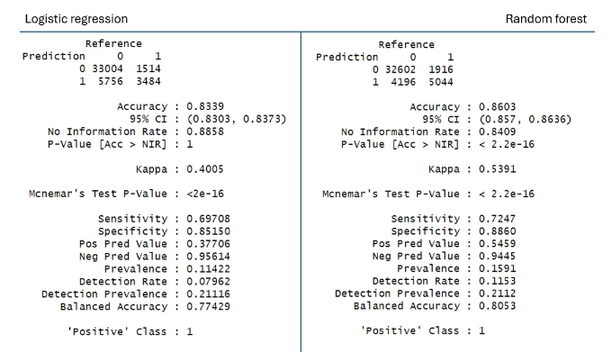 Logistic regression
Reference
Prediction 0 1
0 33004 1514
1 5756 3484
Accuracy : 0.8339
95% CI : (0.8303, 0.8373)
No Information Rate : 0.8858
P-Value [Acc > NIR] : 1
Kappa : 0.4005
Mcnemar's Test P-Value : <2e-16
Sensitivity : 0.69708
Specificity : 0.85150
Pos Pred Value : 0.37706
Neg Pred Value : 0.95614
Prevalence : 0.11422
Detection Rate : 0.07962
Detection Prevalence : 0.21116
Balanced Accuracy : 0.77429
'Positive' Class : 1
Random forest
Reference
Prediction 0 1
0 32602 1916
1 4196 5044
Accuracy : 0.8603
95% CI : (0.857, 0.8636)
No Information Rate : 0.8409
P-Value [Acc > NIR] : < 2.2e-16
Kappa : 0.5391
Mcnemar's Test P-Value : < 2.2e-16
Sensitivity : 0.7247
Specificity : 0.8860
Pos Pred Value : 0.5459
Neg Pred Value : 0.9445
Prevalence : 0.1591
Detection Rate : 0.1153
Detection Prevalence : 0.2112
Balanced Accuracy : 0.8053
'Positive' Class : 1